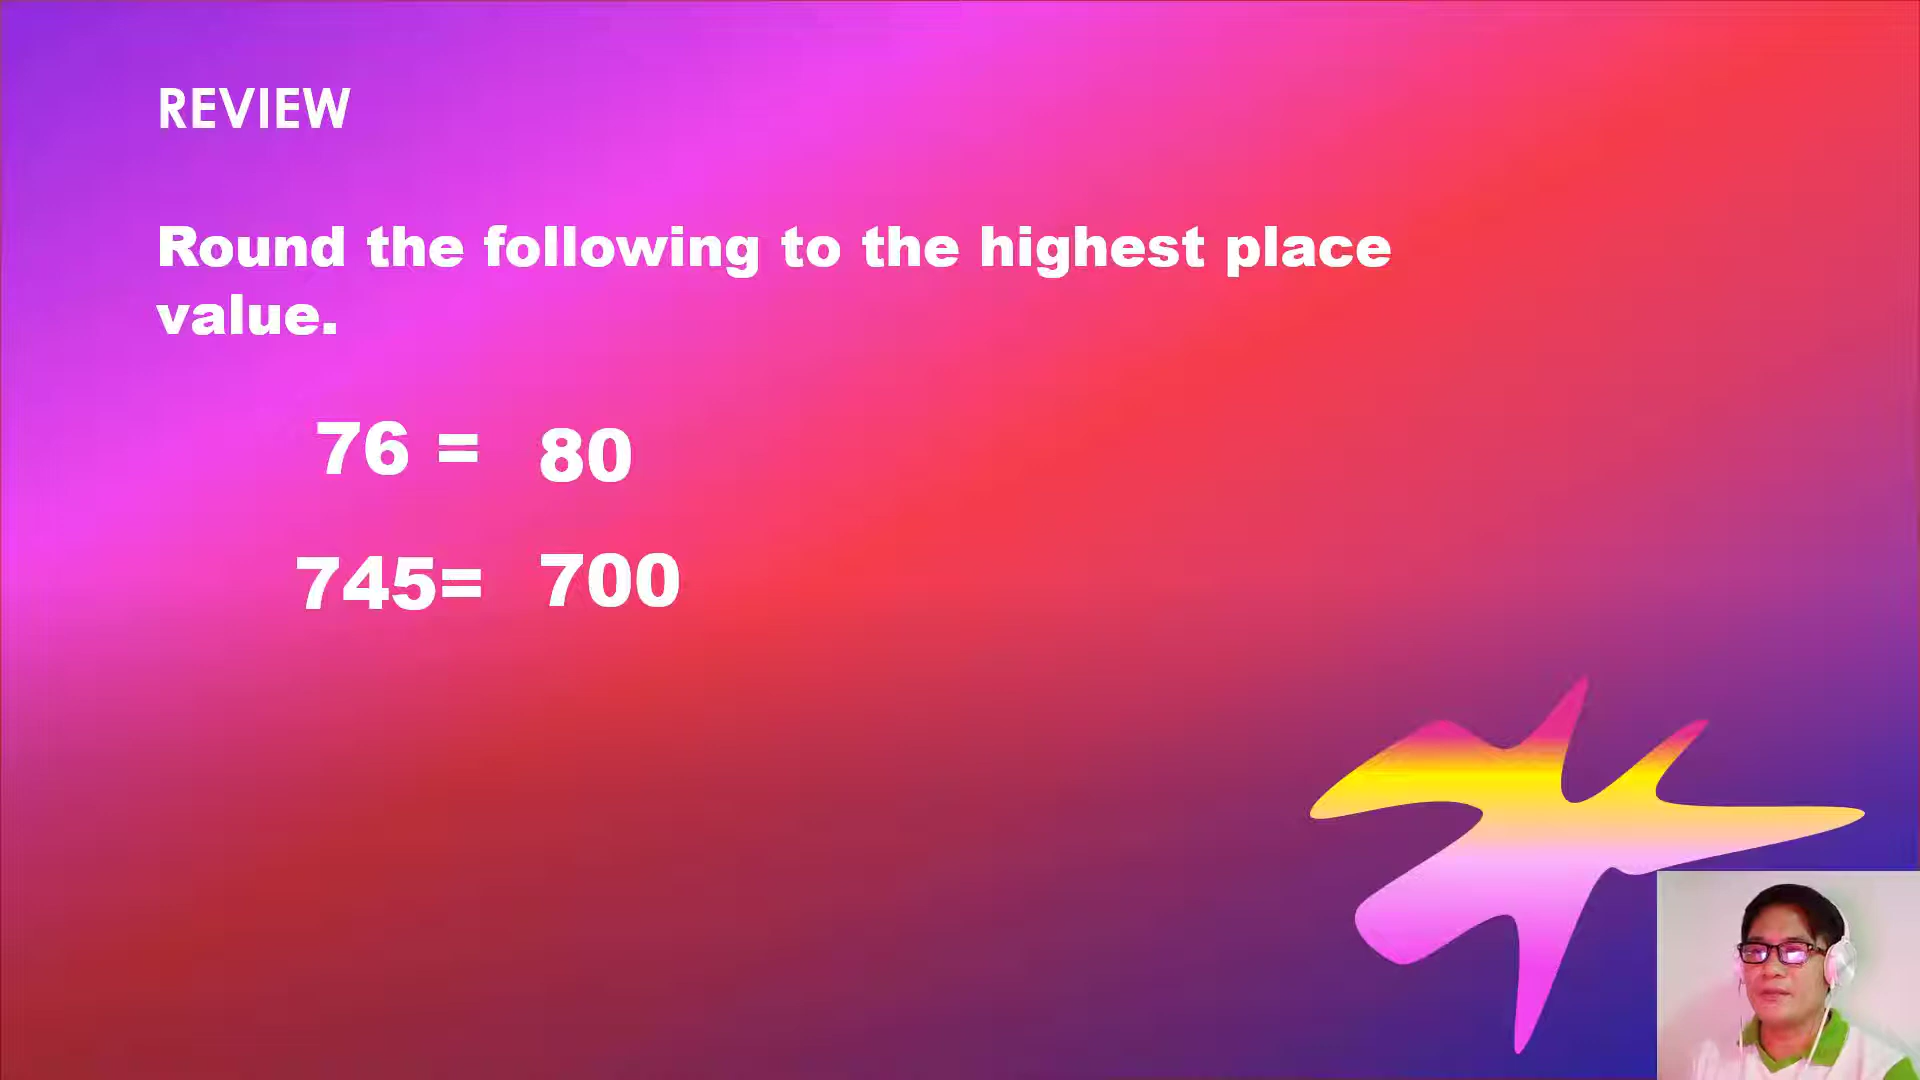 REVIEW
Round the following to the highest place
value.
76 = 80
745= 700